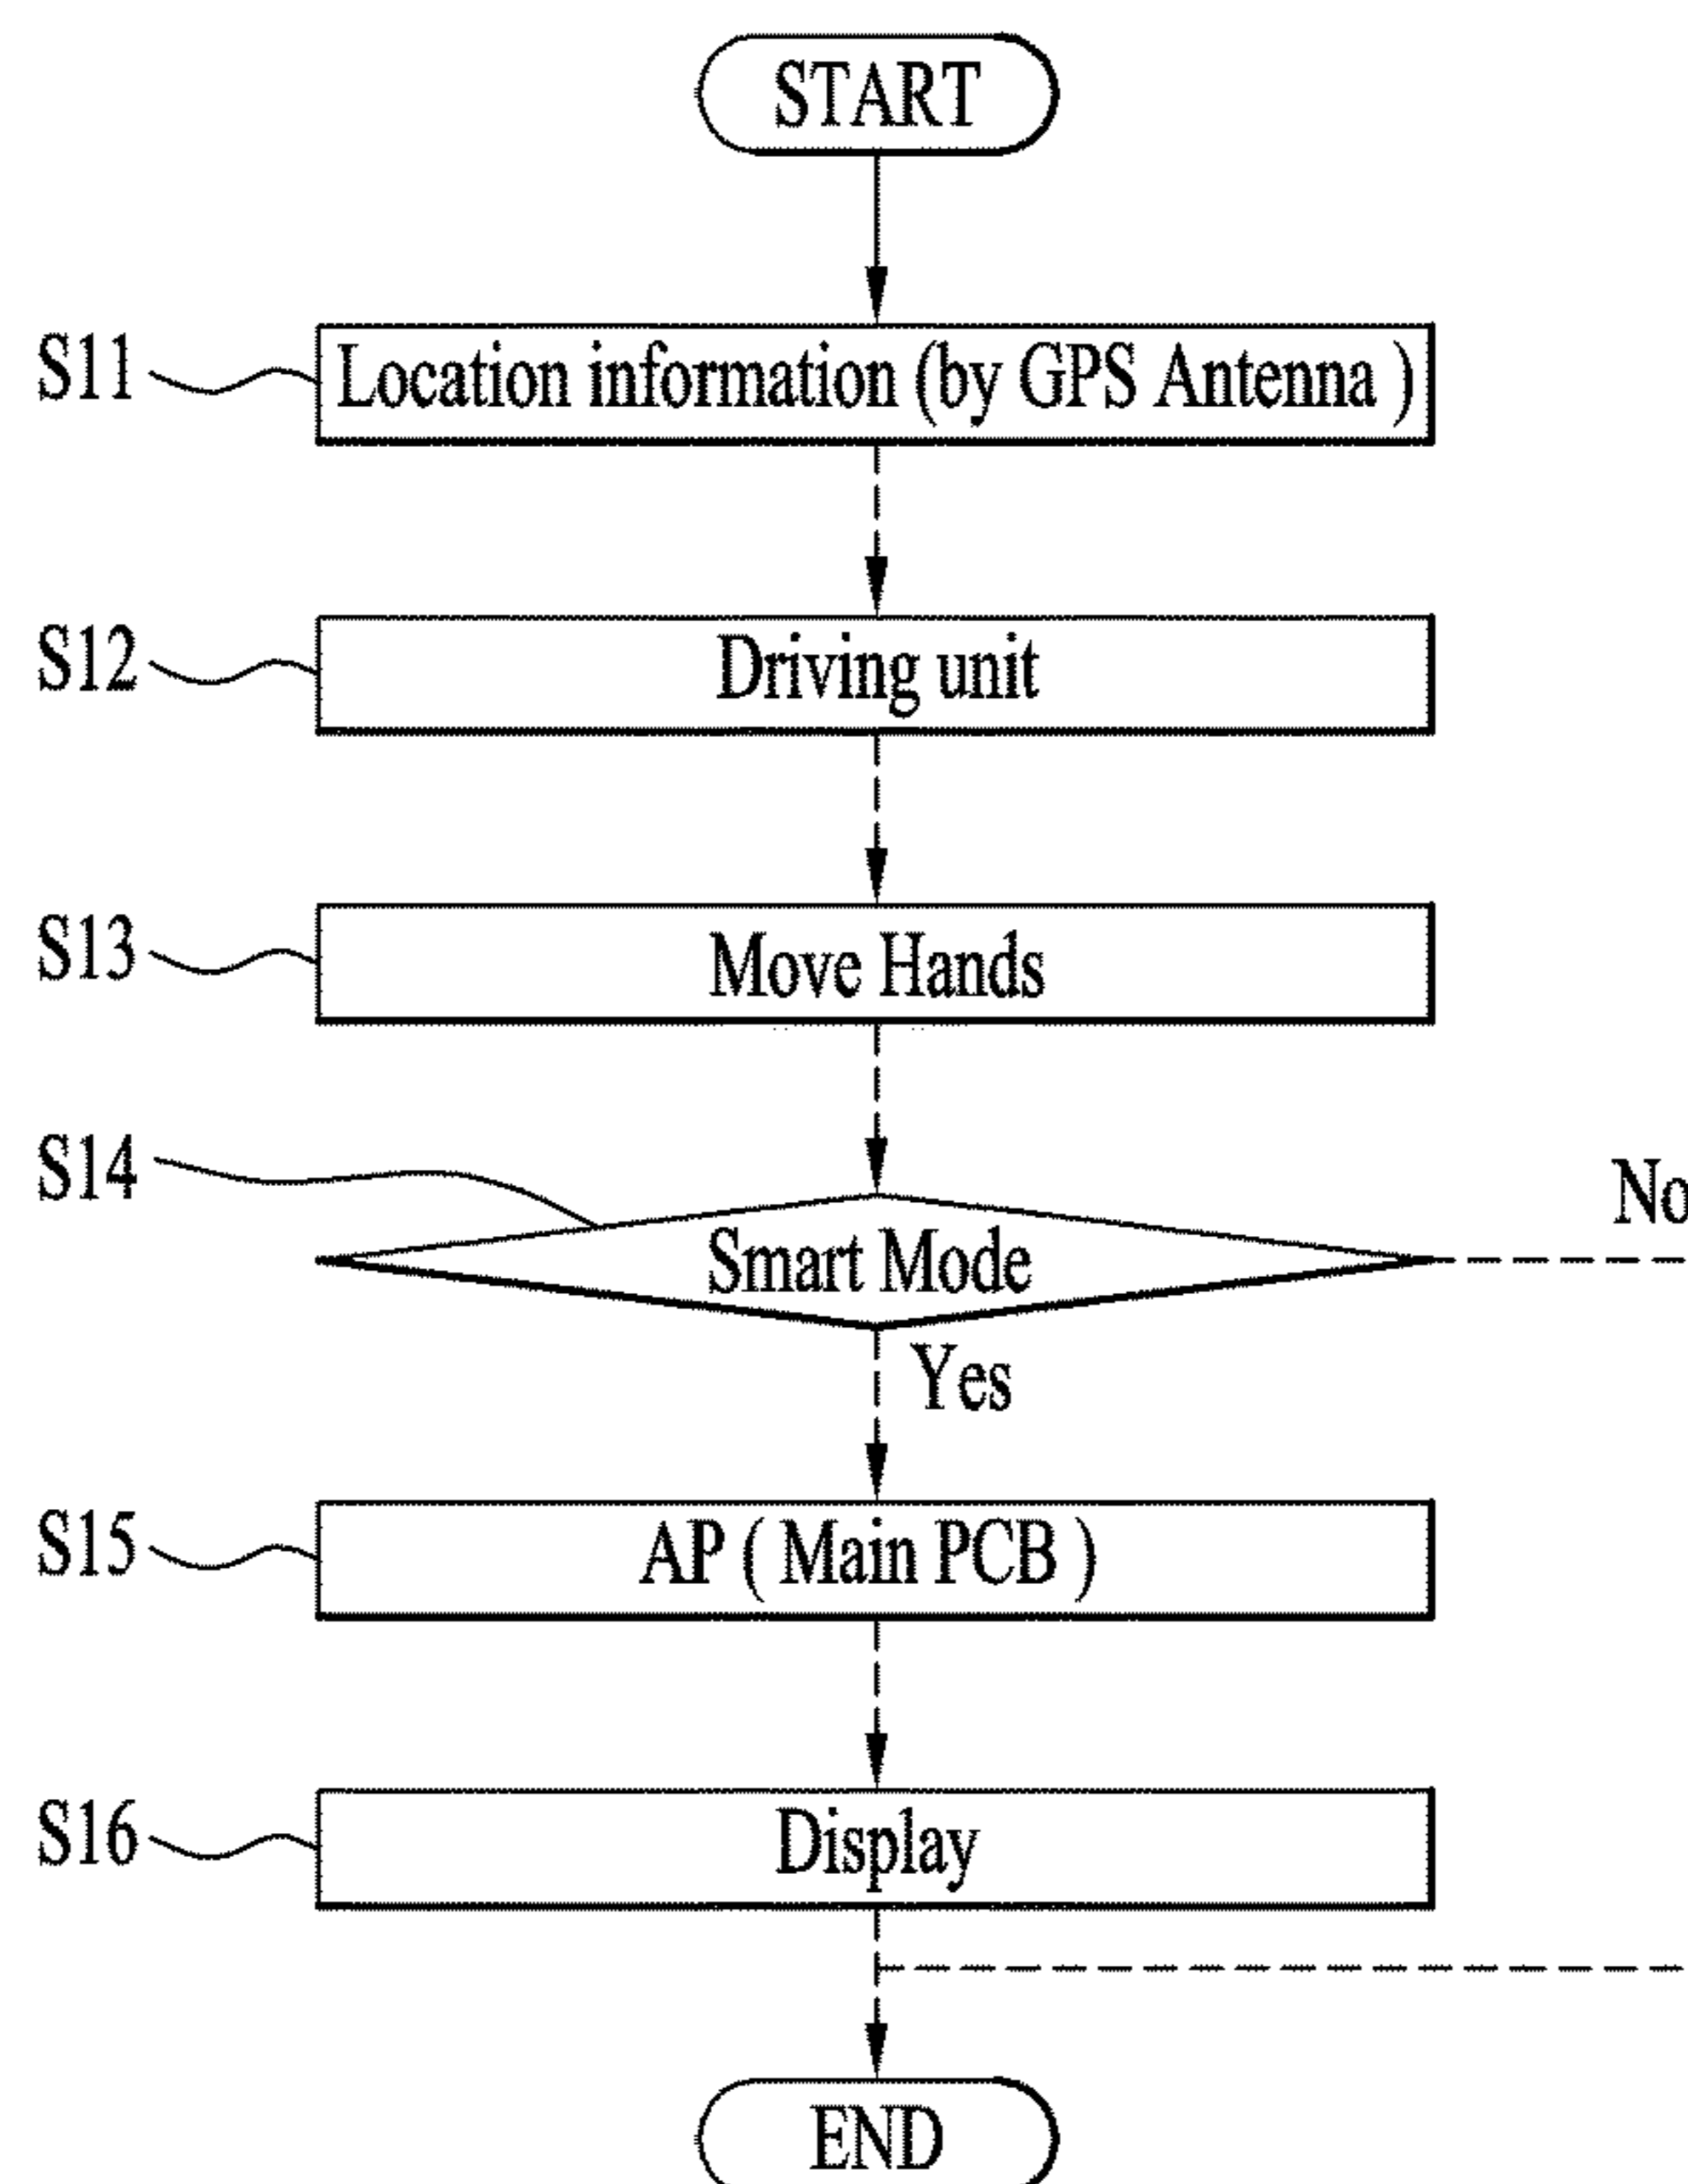 START
S11
Location information (by GPS Antenna )
S12
Driving unit
S13
Move Hands
S14
Smart Mode
No
Yes
S15
AP ( Main PCB )
S16
Display
END